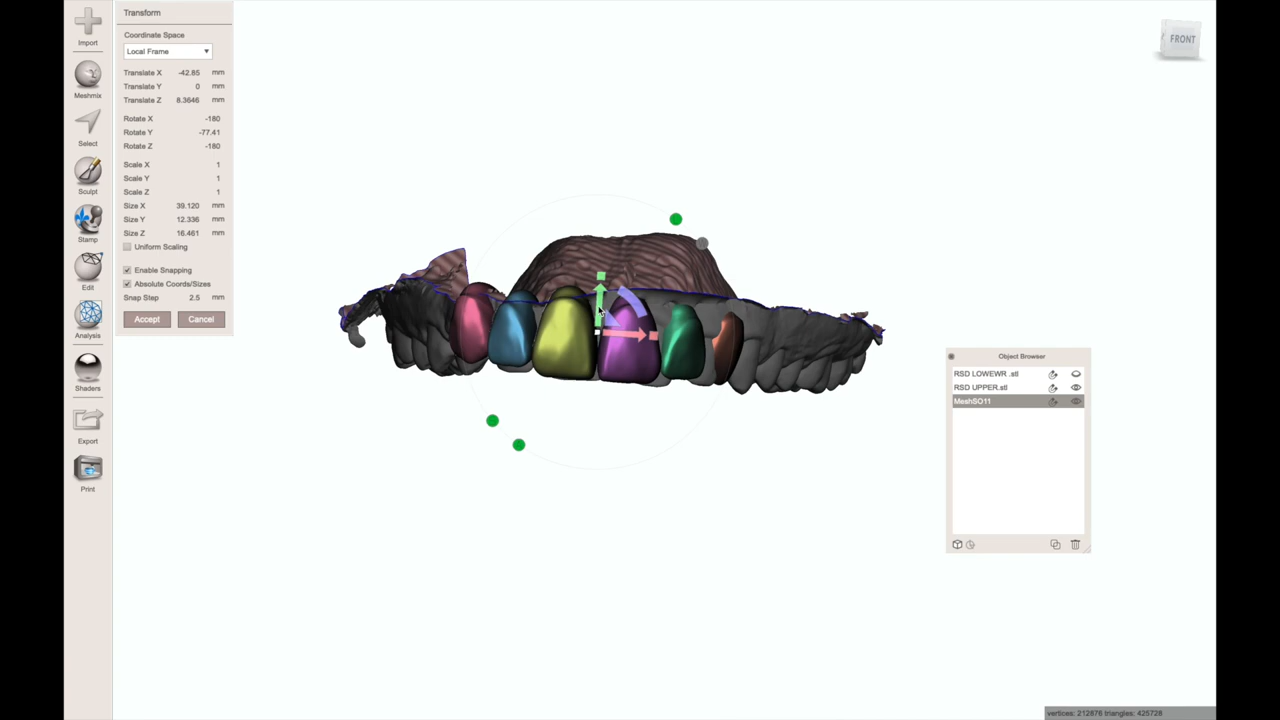 Import
Meshmix
Select
Sculpt
Stamp
Edit
Analysis
Shaders
Export
Print
Transform
Coordinate Space
Local Frame
Translate X -42.85 mm
Translate Y 0 mm
Translate Z 8.3646 mm
Rotate X -180
Rotate Y -77.41
Rotate Z -180
Scale X 1
Scale Y 1
Scale Z 1
Size X 39.120 mm
Size Y 12.336 mm
Size Z 16.461 mm
Uniform Scaling
Enable Snapping
Absolute Coords/Sizes
Snap Step 2.5 mm
Accept Cancel
FRONT
Object Browser
RSD LOWEWR .stl
RSD UPPER.stl
MeshSO11
vertices: 212876 triangles: 425728